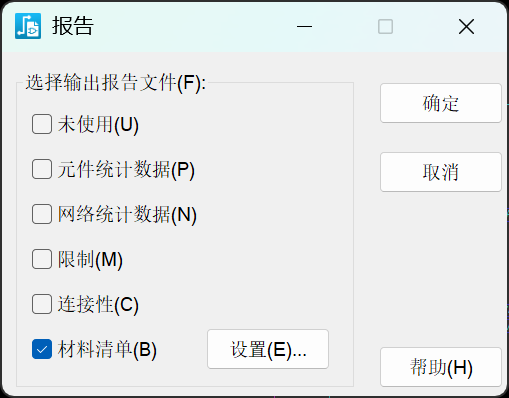 报告
选择输出报告文件(F):
未使用(U)
元件统计数据(P)
网络统计数据(N)
限制(M)
连接性(C)
材料清单(B)
设置(E)...
确定
取消
帮助(H)